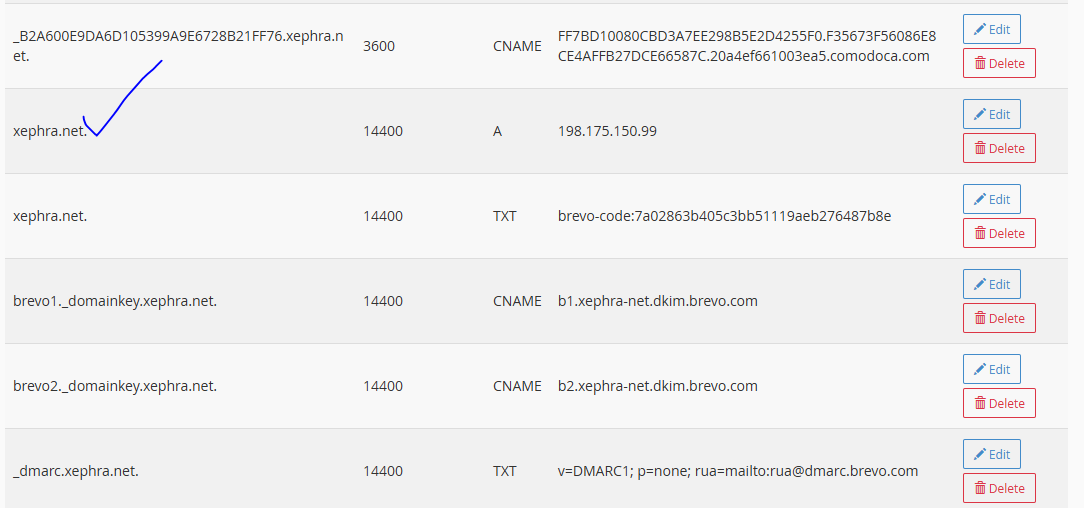 _B2A600E9DA6D105399A9E6728B21FF76.xephra.n
et.
3600
CNAME
FF7BD10080CBD3A7EE298B5E2D4255F0.F35673F56086E8
CE4AFFB27DCE66587C.20a4ef661003ea5.comodoca.com
Edit
Delete
xephra.net.
14400
A
198.175.150.99
Edit
Delete
xephra.net.
14400
TXT
brevo-code:7a02863b405c3bb51119aeb276487b8e
Edit
Delete
brevo1._domainkey.xephra.net.
14400
CNAME
b1.xephra-net.dkim.brevo.com
Edit
Delete
brevo2._domainkey.xephra.net.
14400
CNAME
b2.xephra-net.dkim.brevo.com
Edit
Delete
_dmarc.xephra.net.
14400
TXT
v=DMARC1; p=none; rua=mailto:rua@dmarc.brevo.com
Edit
Delete